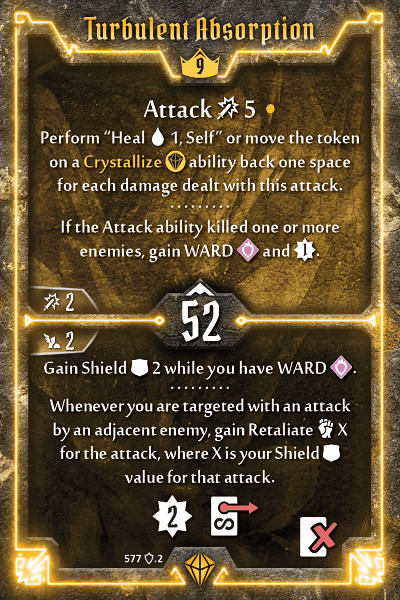 Turbulent Absorption
9
Attack 5
Perform “Heal 1, Self” or move the token
on a Crystallize ability back one space
for each damage dealt with this attack.
If the Attack ability killed one or more
enemies, gain WARD and 1.
2
52
2
Gain Shield 2 while you have WARD.
Whenever you are targeted with an attack
by an adjacent enemy, gain Retaliate X
for the attack, where X is your Shield
value for that attack.
2
577 .2